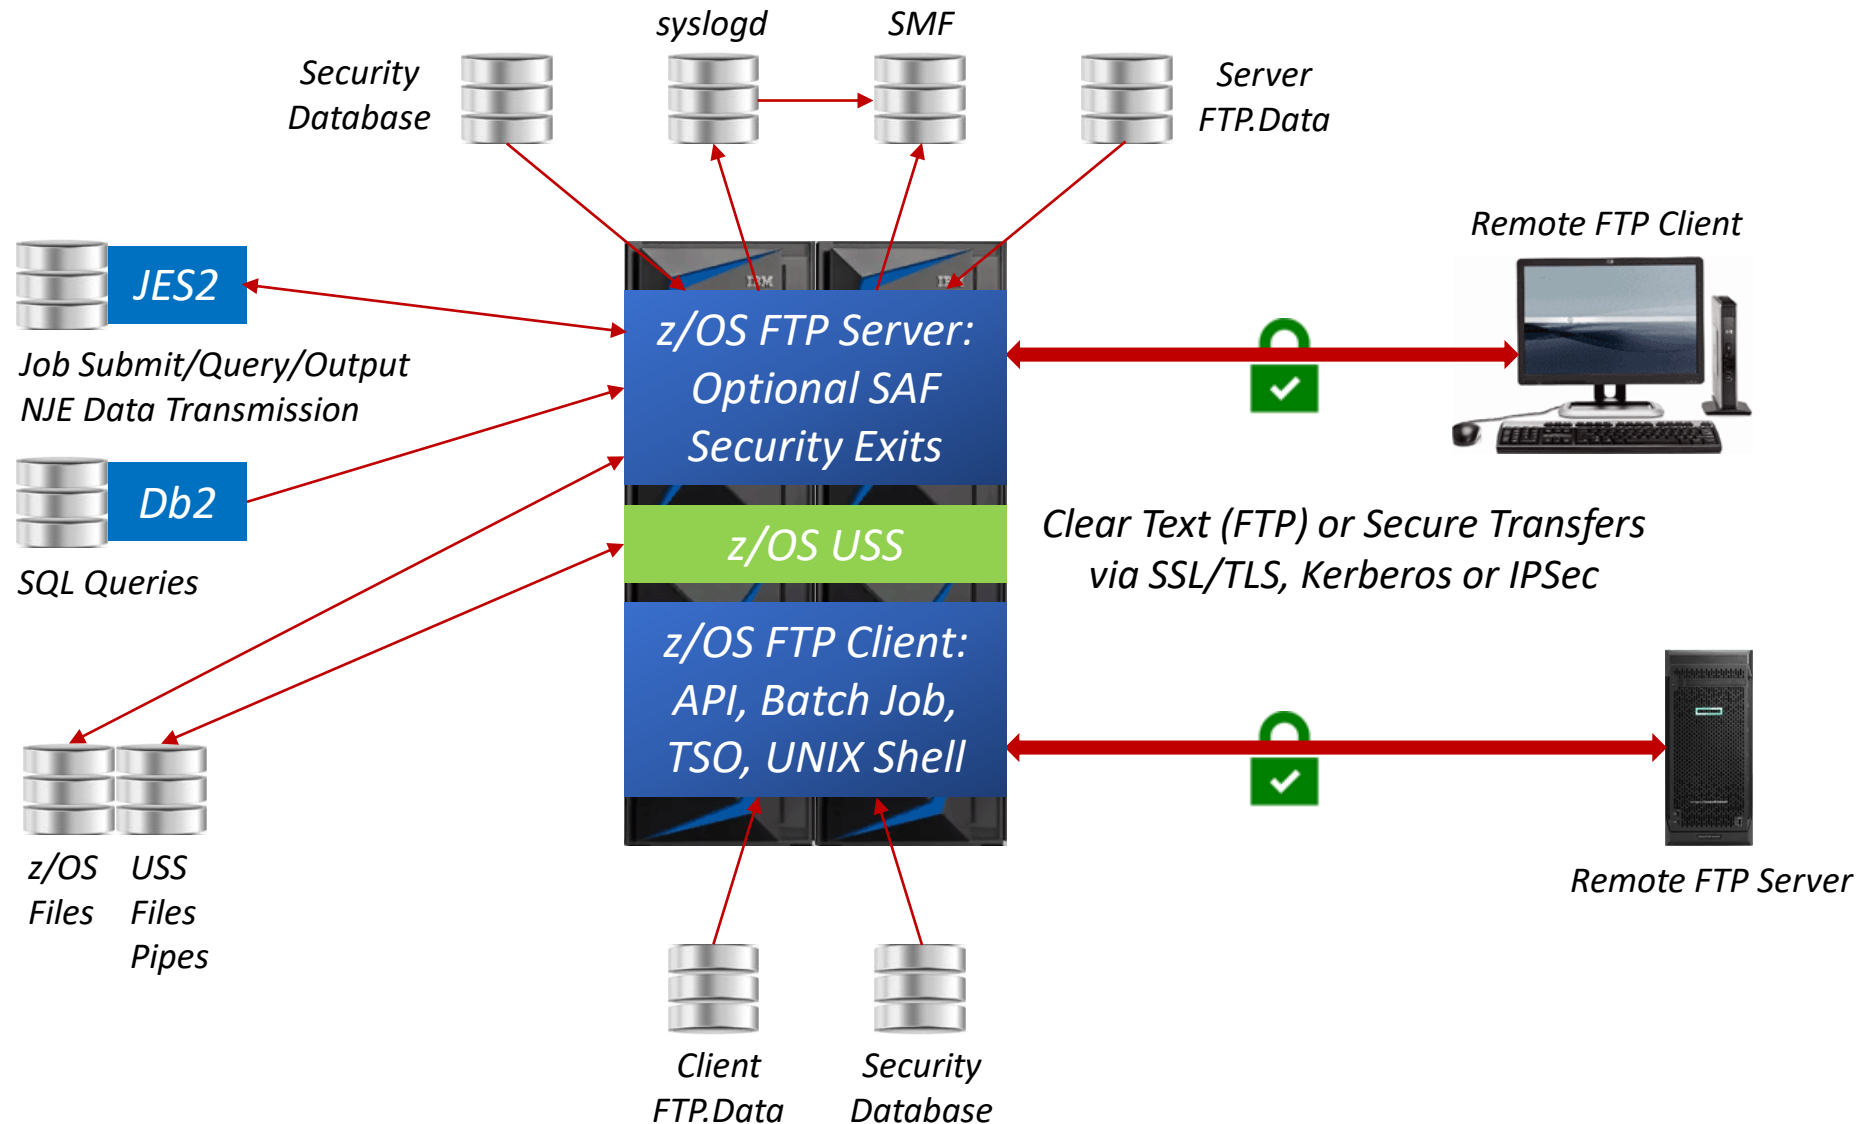 syslogd
SMF
Security
Database
Server
FTP.Data
Remote FTP Client
JES2
IBM
IBM
Job Submit/Query/Output
NJE Data Transmission
z/OS FTP Server:
Optional SAF
Security Exits
Db2
SQL Queries
z/OS USS
Clear Text (FTP) or Secure Transfers
via SSL/TLS, Kerberos or IPSec
z/OS FTP Client:
API, Batch Job,
TSO, UNIX Shell
z/OS
Files
USS
Files
Pipes
Remote FTP Server
Client
FTP.Data
Security
Database